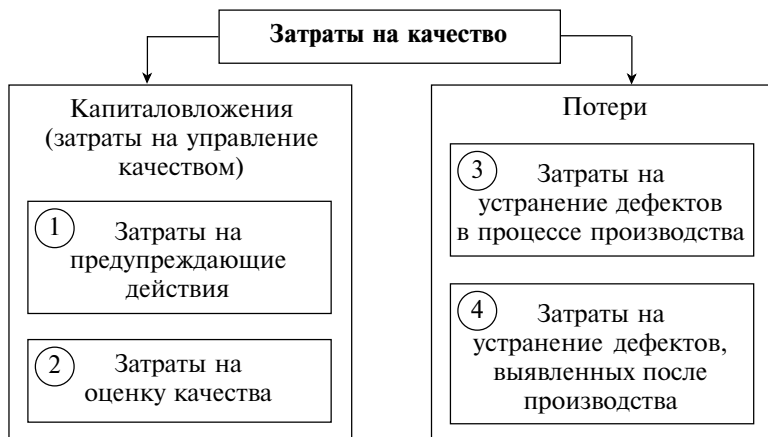 Затраты на качество
Капиталовложения
(затраты на управление
качеством)
1
Затраты на
предупреждающие
действия
2
Затраты на
оценку качества
Потери
3
Затраты на
устранение дефектов
в процессе производства
4
Затраты на
устранение дефектов,
выявленных после
производства